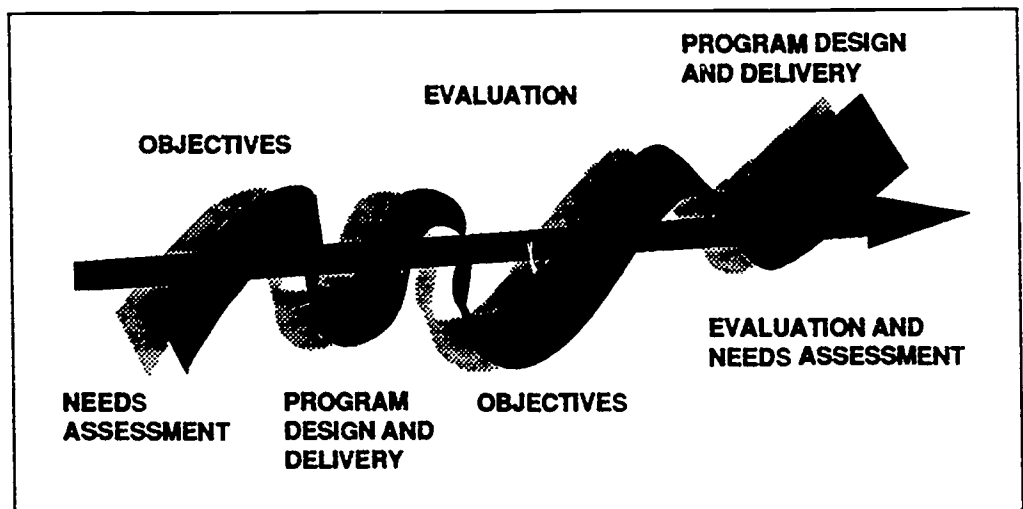 PROGRAM DESIGN
AND DELIVERY
EVALUATION
OBJECTIVES
EVALUATION AND
NEEDS ASSESSMENT
NEEDS
ASSESSMENT
PROGRAM
DESIGN AND
DELIVERY
OBJECTIVES